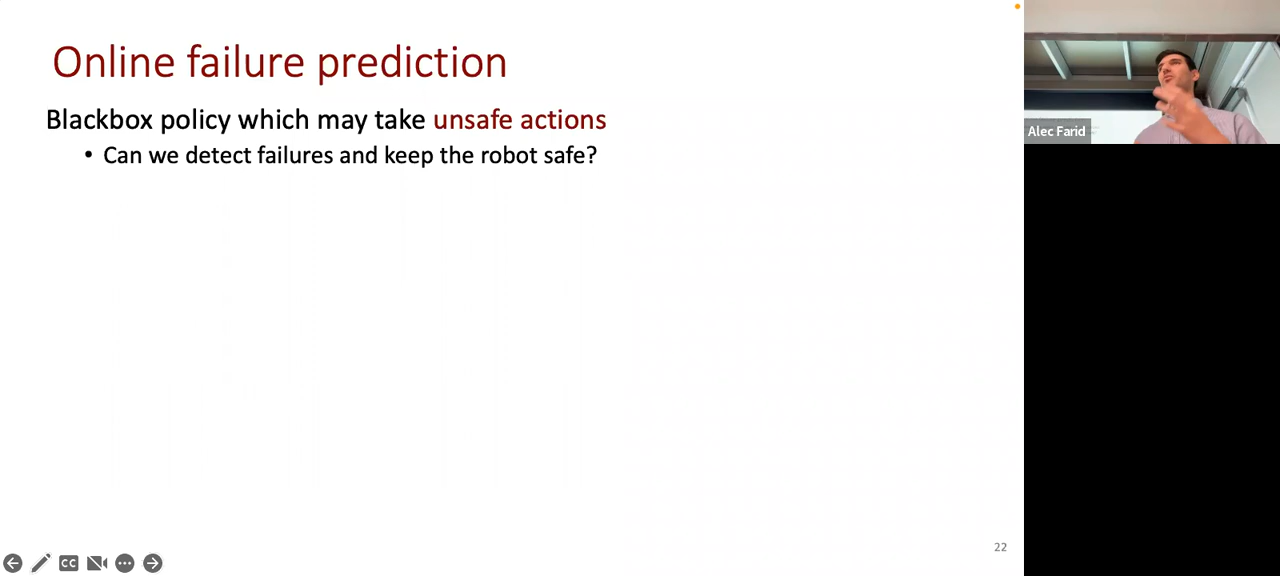 Online failure prediction
Blackbox policy which may take unsafe actions
• Can we detect failures and keep the robot safe?
Alec Farid
CC
22